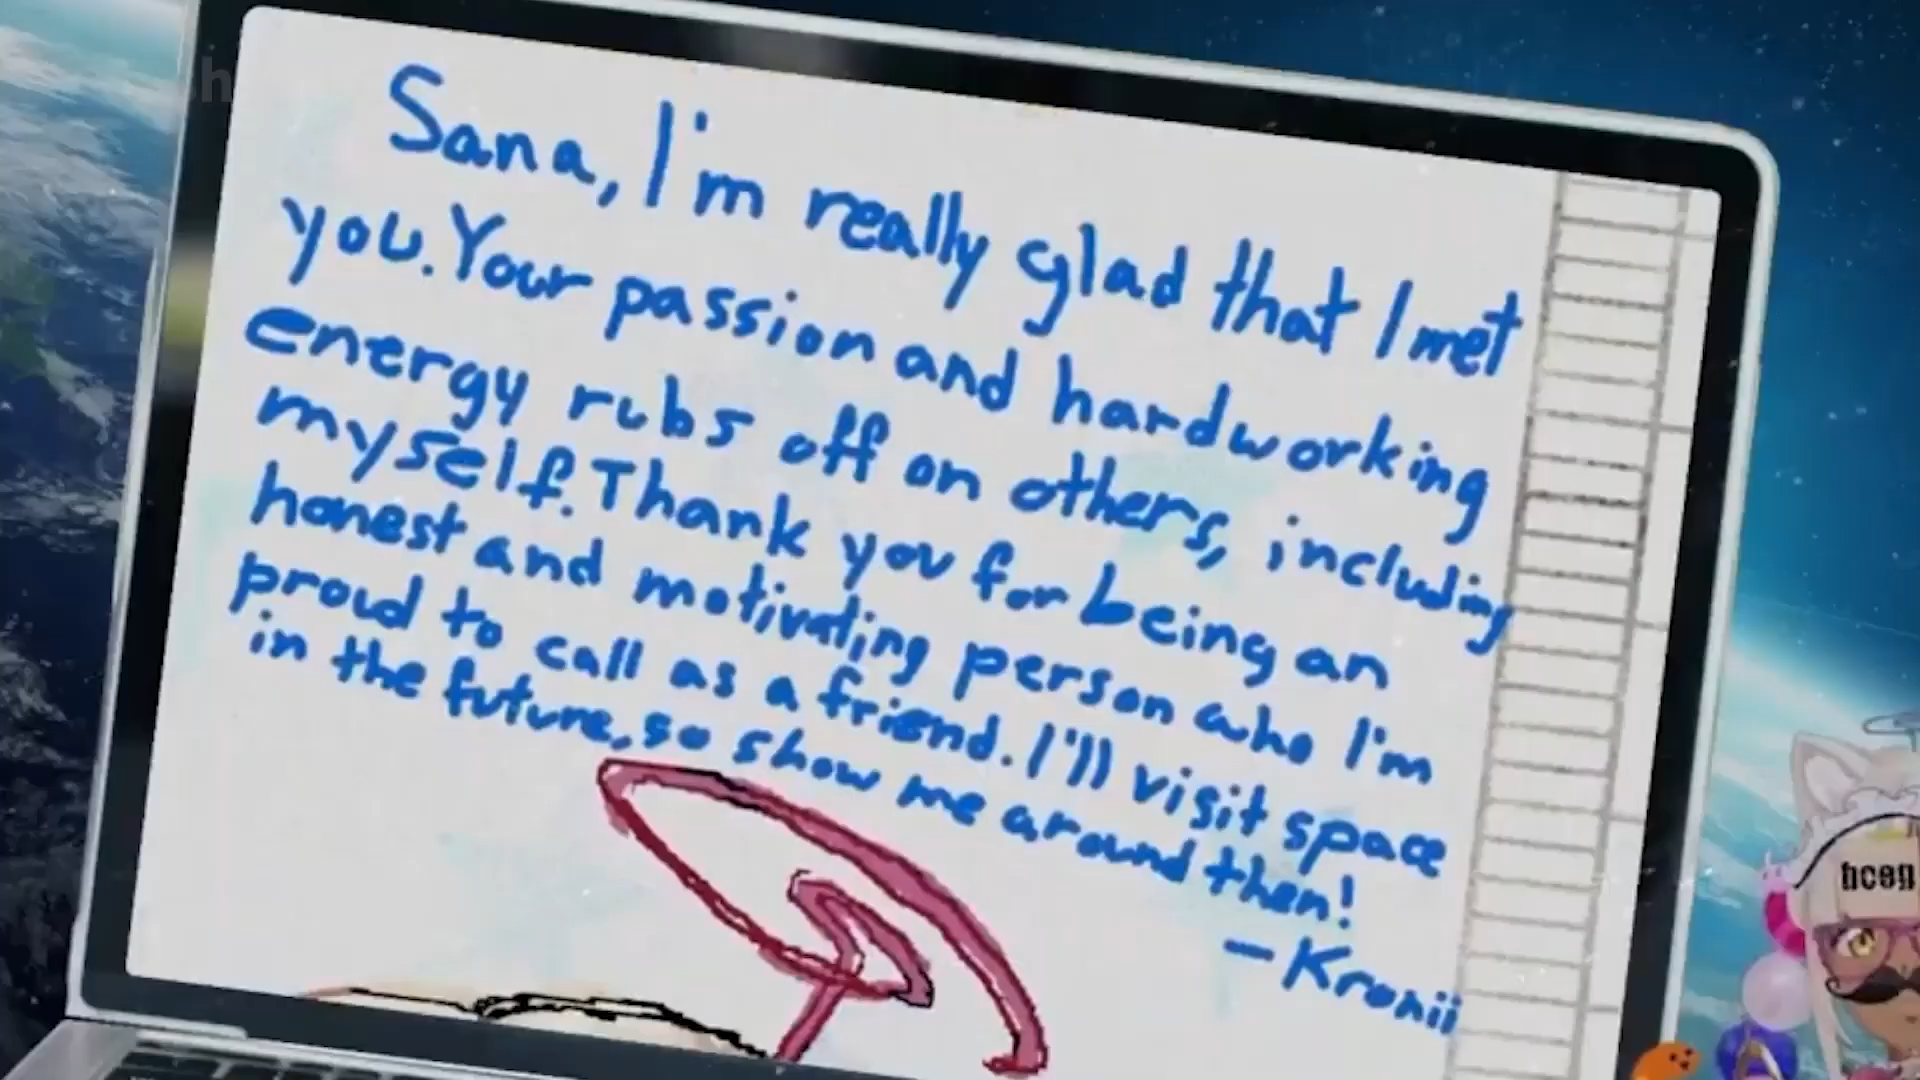 Sana, I'm really glad that I met
you. Your passion and hardworking
energy rubs off on others, including
myself. Thank you for being an
honest and motivating person who I'm
proud to call as a friend. I'll visit space
in the future, so show me around then!
- Kronii